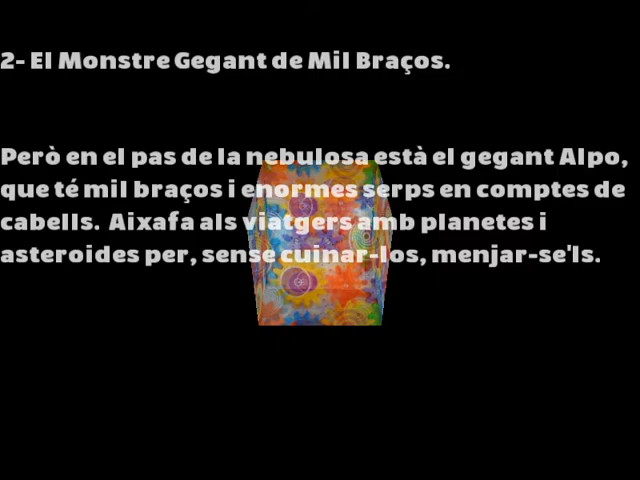 2- El Monstre Gegant de Mil Braços.
Però en el pas de la nebulosa està el gegant Alpo,
que té mil braços i enormes serps en comptes de
cabells. Aixafa als viatgers amb planetes i
asteroides per, sense cuinar-los, menjar-se'ls.